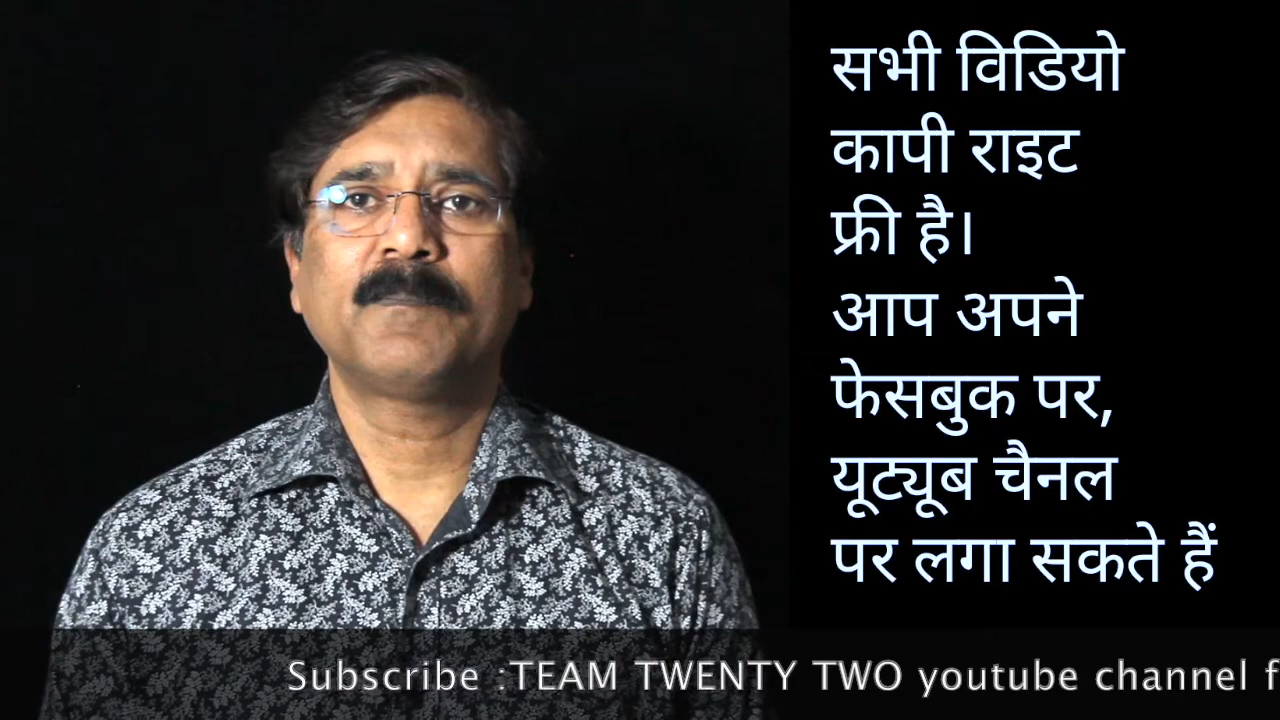 सभी विडियो
कापी राइट
फ्री है।
आप अपने
फेसबुक पर,
यूट्यूब चैनल
पर लगा सकते हैं
Subscribe :TEAM TWENTY TWO youtube channel f